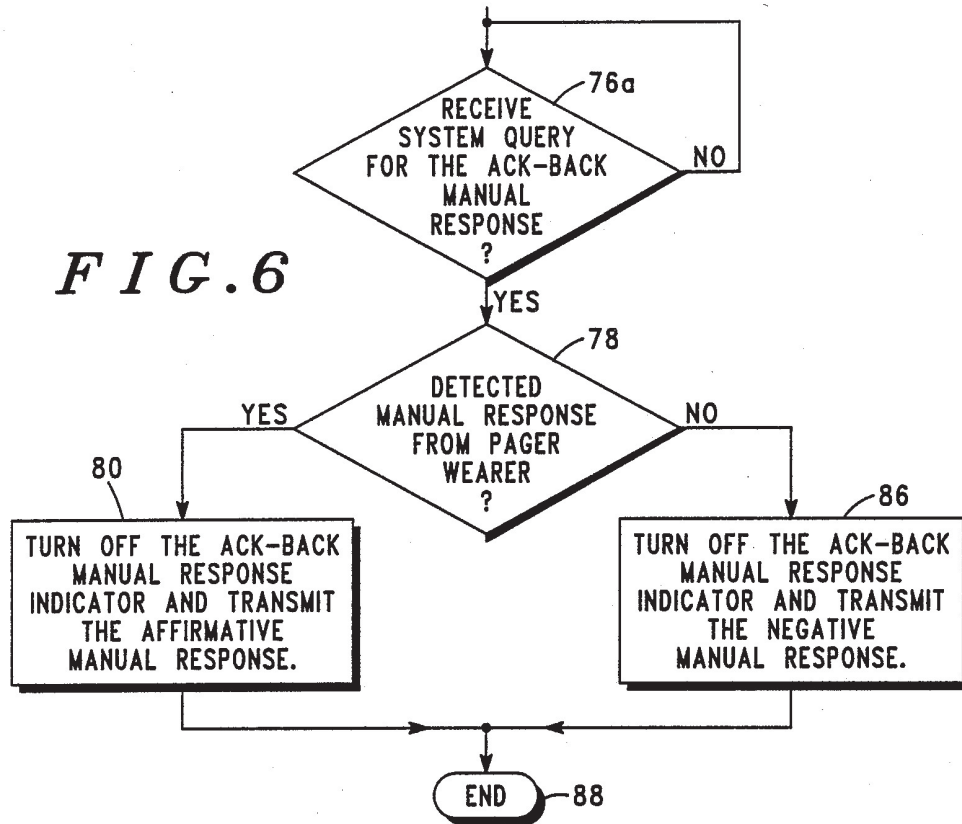 76a
RECEIVE
SYSTEM QUERY
FOR THE ACK-BACK
MANUAL
RESPONSE
?
NO
FIG.6
YES
78
DETECTED
MANUAL RESPONSE
FROM PAGER
WEARER
?
YES
NO
80
TURN OFF THE ACK-BACK
MANUAL RESPONSE
INDICATOR AND TRANSMIT
THE AFFIRMATIVE
MANUAL RESPONSE.
86
TURN OFF THE ACK-BACK
MANUAL RESPONSE
INDICATOR AND TRANSMIT
THE NEGATIVE
MANUAL RESPONSE.
END
88